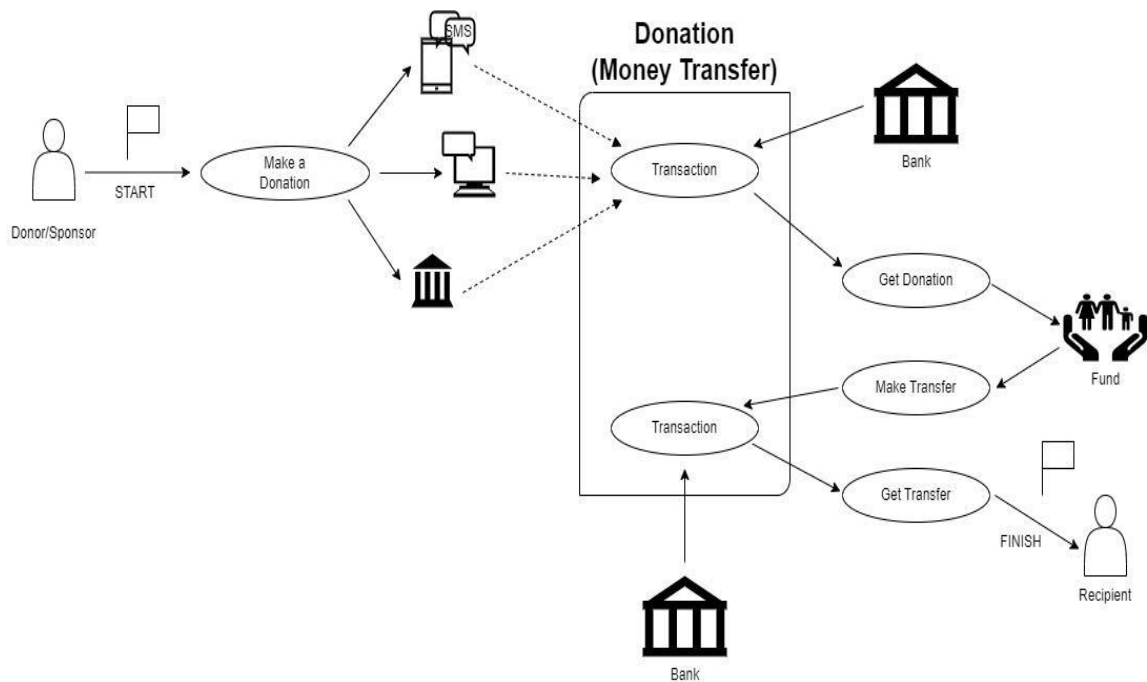 SMS
Donation
(Money Transfer)
Make a
Donation
START
Donor/Sponsor
Transaction
Bank
Get Donation
Fund
Make Transfer
Transaction
Get Transfer
FINISH
Recipient
Bank